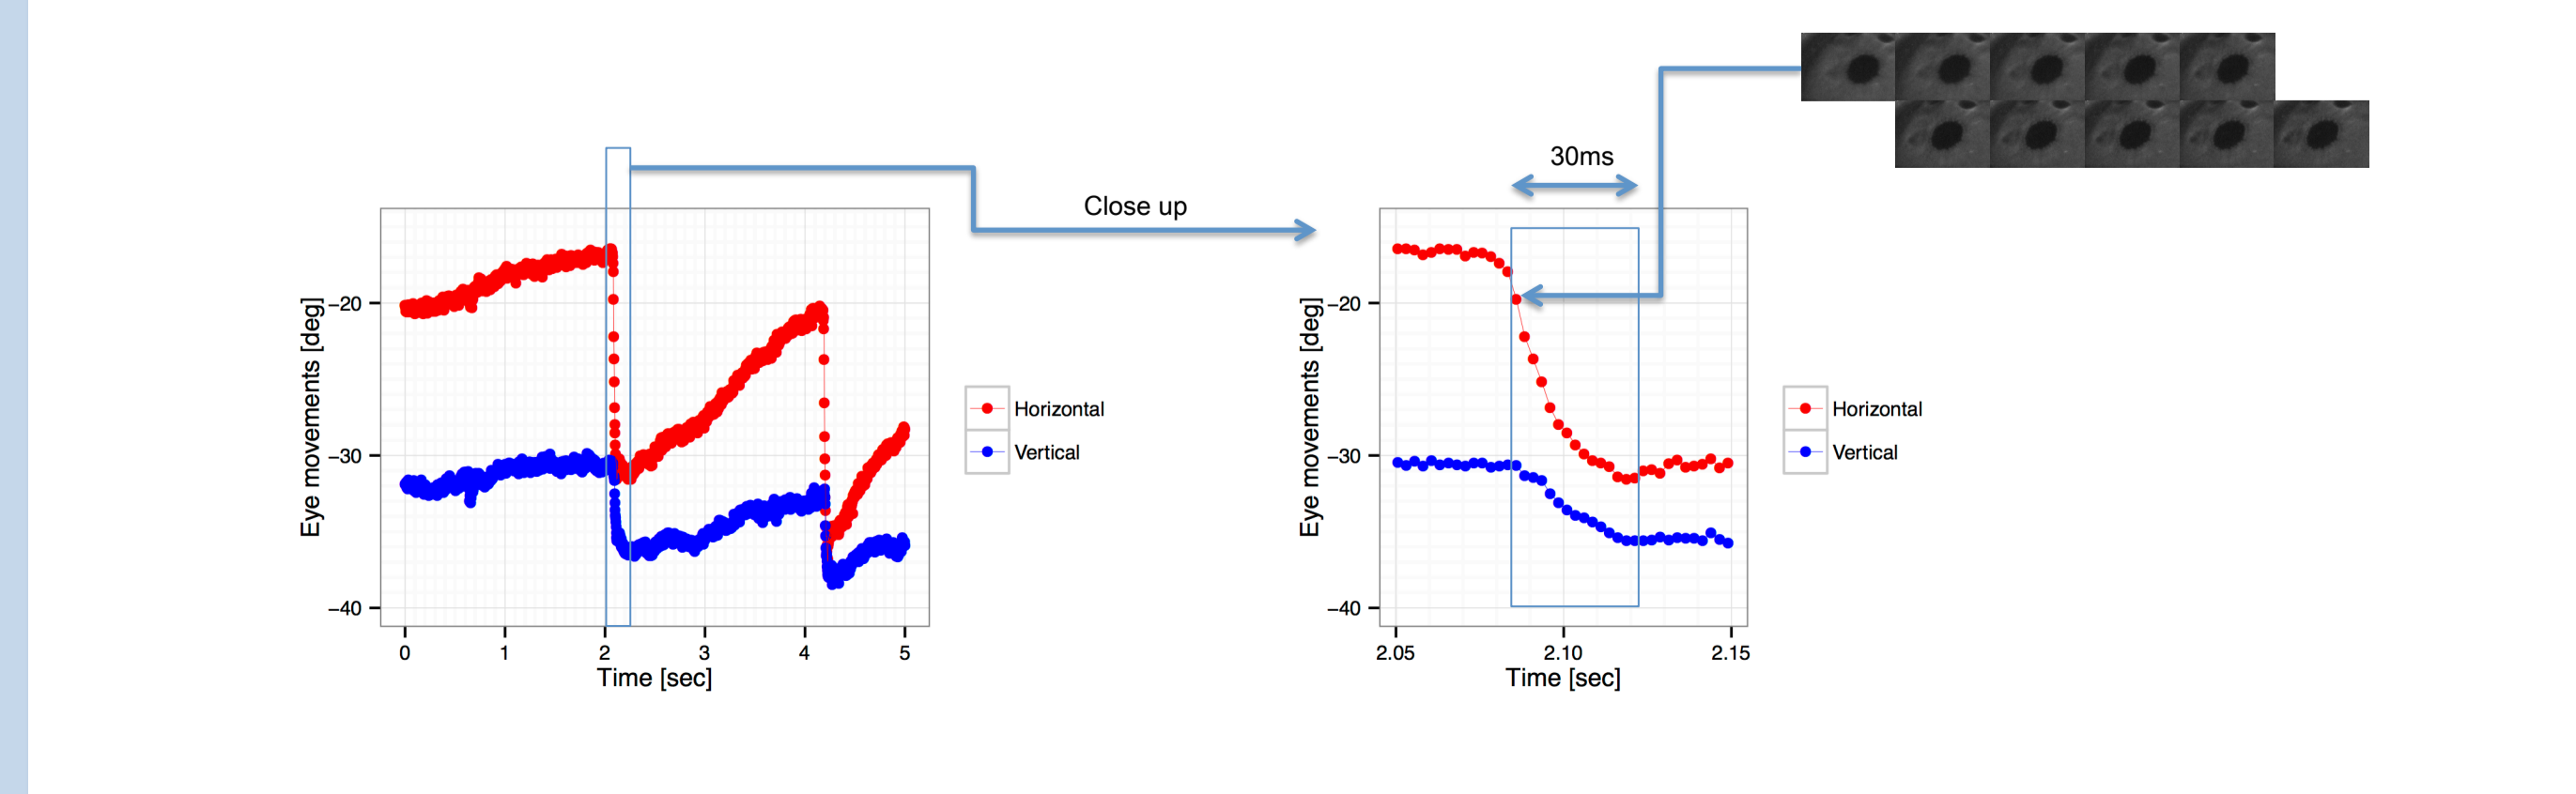 30ms
Close up
Eye movements [deg]
−20
−30
−40
0 1 2 3 4 5
Time [sec]
Horizontal
Vertical
Eye movements [deg]
−20
−30
−40
2.05 2.10 2.15
Time [sec]
Horizontal
Vertical